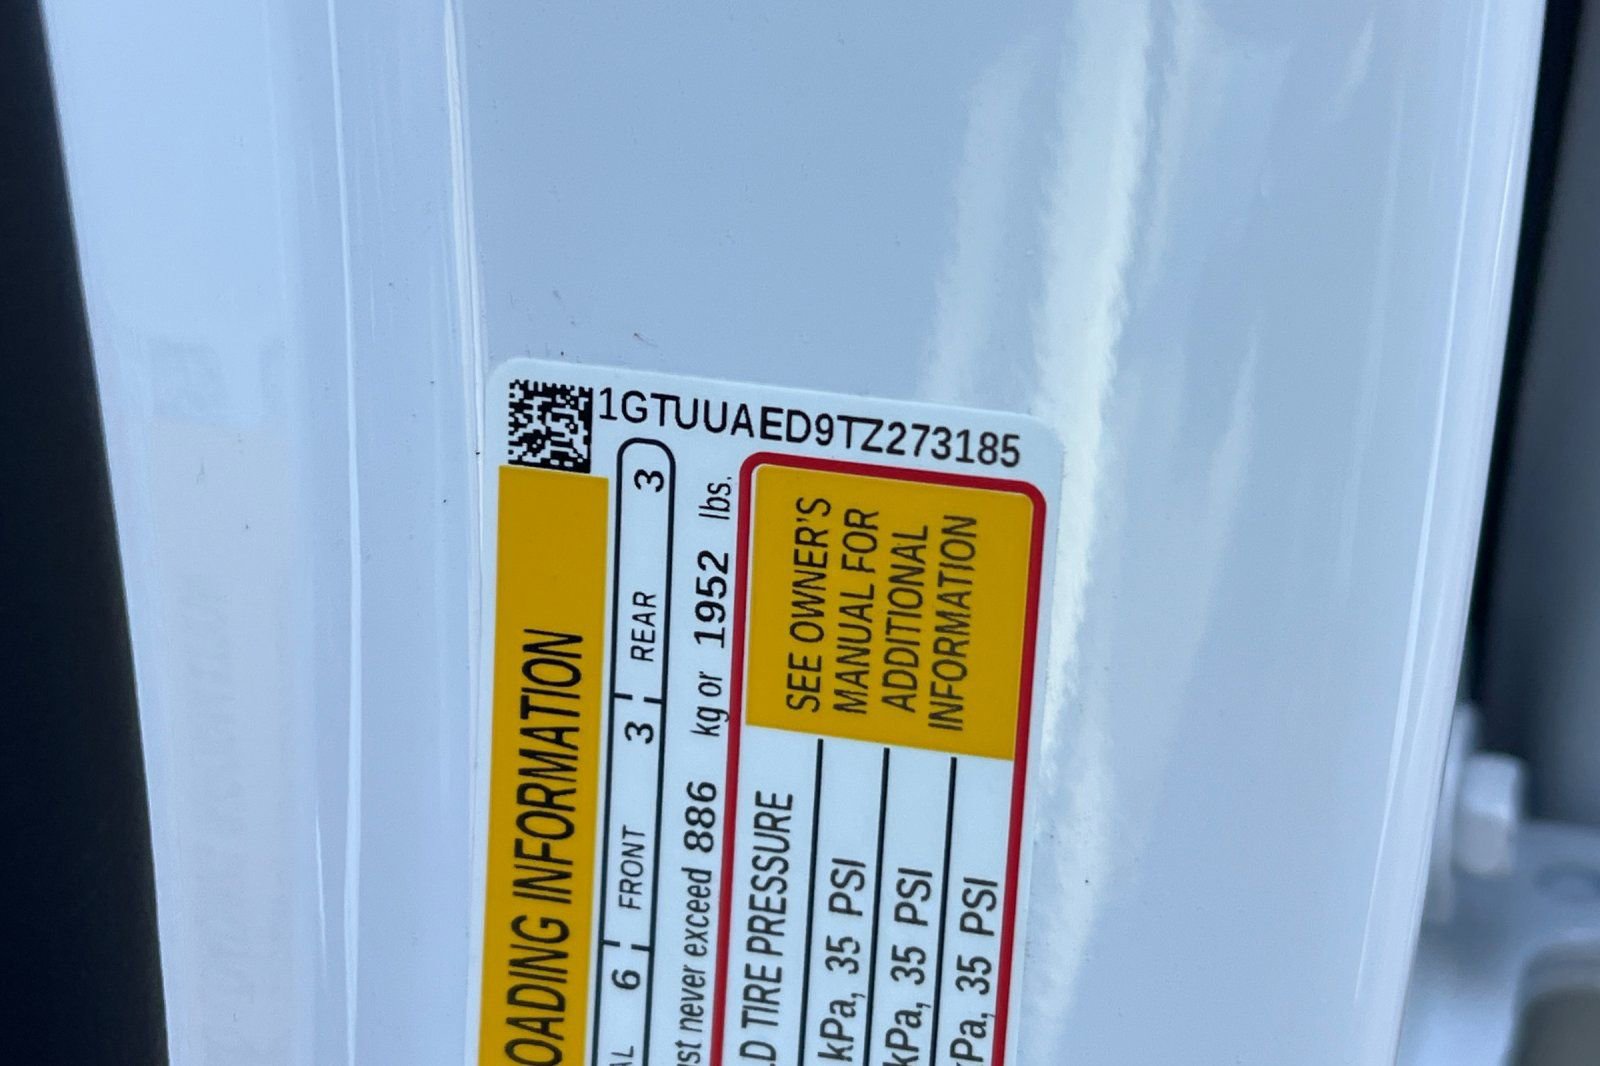 1GTUUAED9TZ273185
OADING INFORMATION
AL 6 FRONT 3 REAR 3
st never exceed 886 kg or 1952 lbs.
D TIRE PRESSURE
kPa, 35 PSI
kPa, 35 PSI
kPa, 35 PSI
SEE OWNER'S
MANUAL FOR
ADDITIONAL
INFORMATION